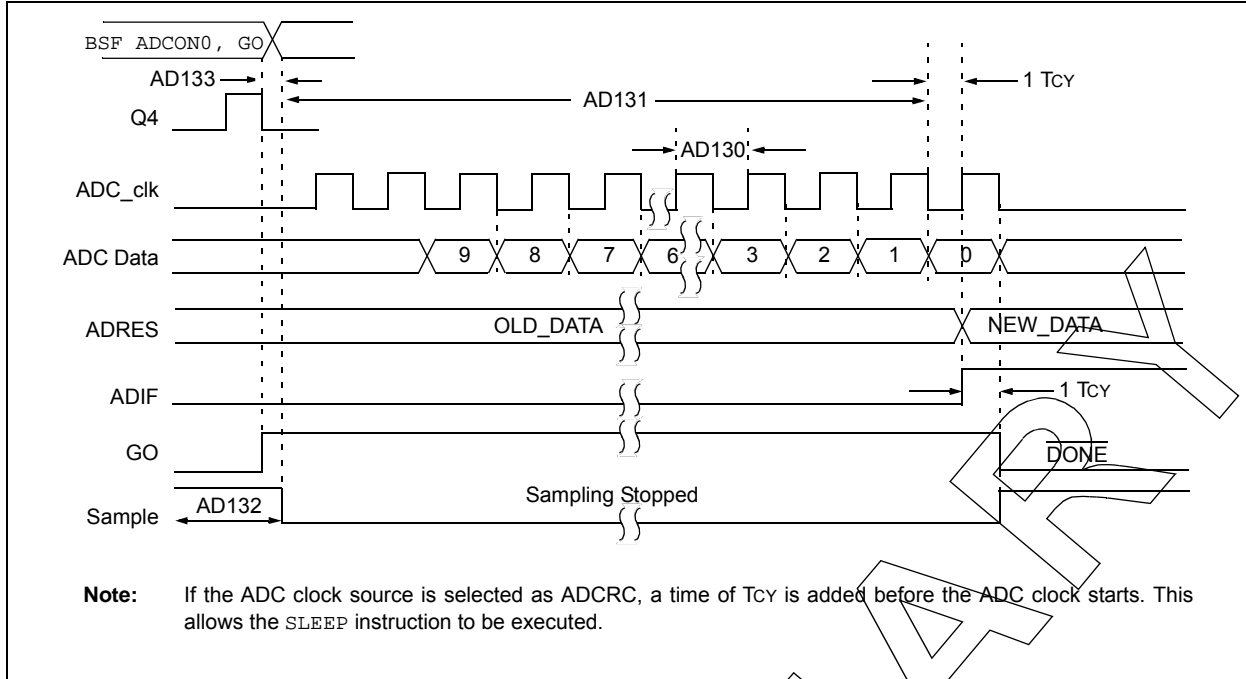 BSF ADCON0, GO
AD133
1 TCY
AD131
Q4
AD130
ADC_clk
ADC Data
9 8 7 6 3 2 1 0
ADRES
OLD_DATA
NEW_DATA
ADIF
1 TCY
GO
DONE
Sample
AD132
Sampling Stopped
Note: If the ADC clock source is selected as ADCRC, a time of TCY is added before the ADC clock starts. This
allows the SLEEP instruction to be executed.